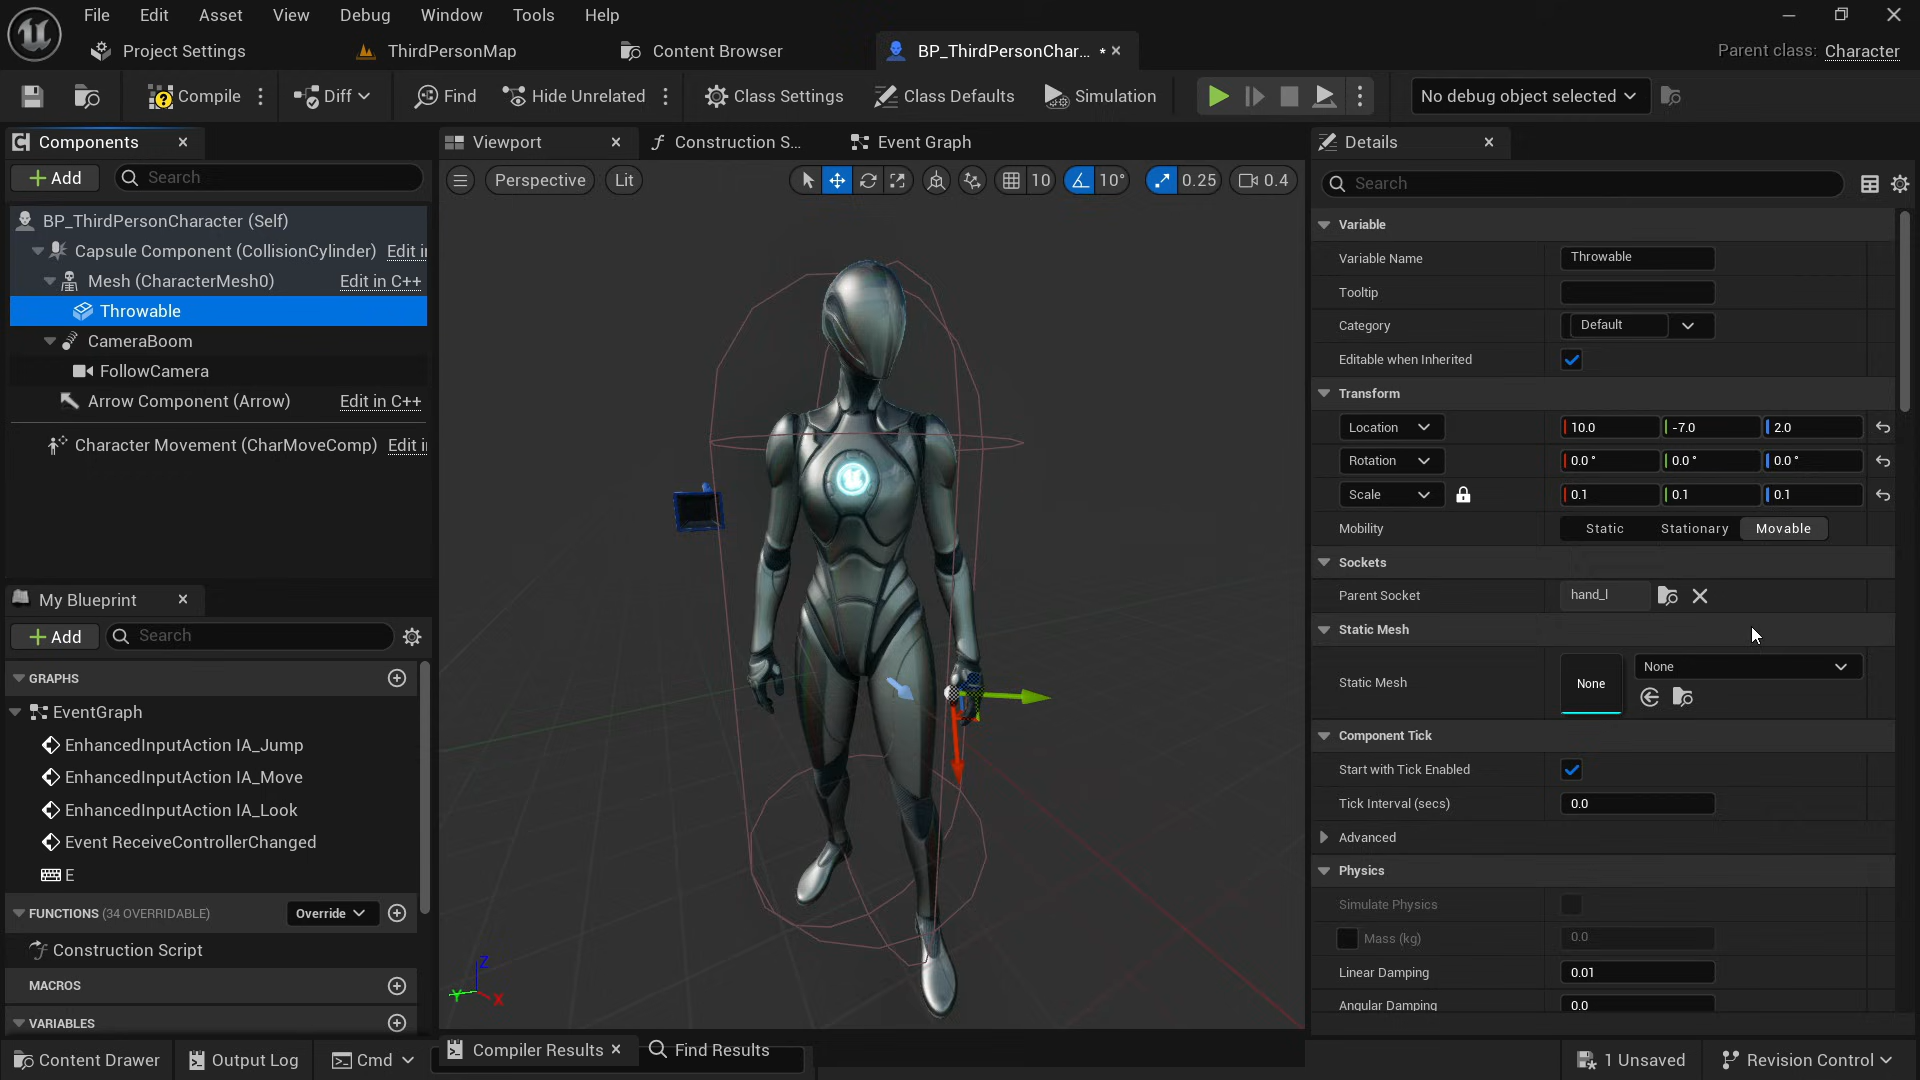 File Edit Asset View Debug Window Tools Help
Project Settings ThirdPersonMap Content Browser BP_ThirdPersonChar... • Parent class: Character
Compile Diff Find Hide Unrelated Class Settings Class Defaults Simulation No debug object selected
Components
Add Search
BP_ThirdPersonCharacter (Self)
Capsule Component (CollisionCylinder) Edit i
Mesh (CharacterMesh0) Edit in C++
Throwable
CameraBoom
FollowCamera
Arrow Component (Arrow) Edit in C++
Character Movement (CharMoveComp) Edit i
My Blueprint
Add Search
GRAPHS
EventGraph
EnhancedInputAction IA_Jump
EnhancedInputAction IA_Move
EnhancedInputAction IA_Look
Event ReceiveControllerChanged
E
FUNCTIONS (34 OVERRIDABLE) Override
Construction Script
MACROS
VARIABLES
Viewport Construction S... Event Graph
Perspective Lit 10 10° 0.25 0.4
Z
Y X
Details
Search
Variable
Variable Name Throwable
Tooltip
Category Default
Editable when Inherited
Transform
Location 10.0 -7.0 2.0
Rotation 0.0° 0.0° 0.0°
Scale 0.1 0.1 0.1
Mobility Static Stationary Movable
Sockets
Parent Socket hand_l
Static Mesh
Static Mesh None None
Component Tick
Start with Tick Enabled
Tick Interval (secs) 0.0
Advanced
Physics
Simulate Physics
Mass (kg) 0.0
Linear Damping 0.01
Angular Damping 0.0
Content Drawer Output Log Cmd Compiler Results Find Results 1 Unsaved Revision Control